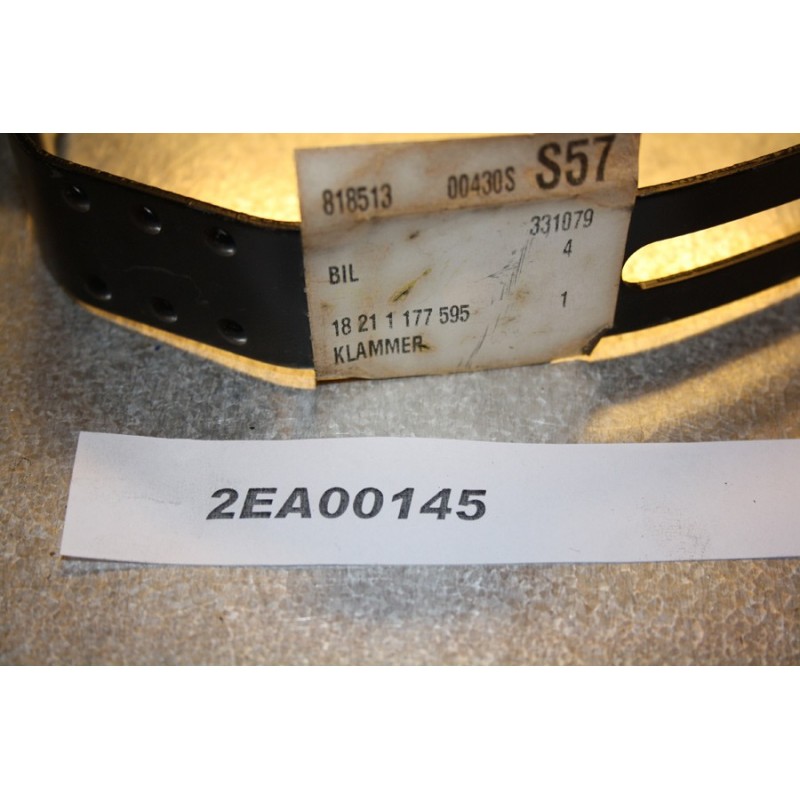 818513 00430S S57
331079
BIL 4
18 21 1 177 595 1
KLAMMER
2EA00145